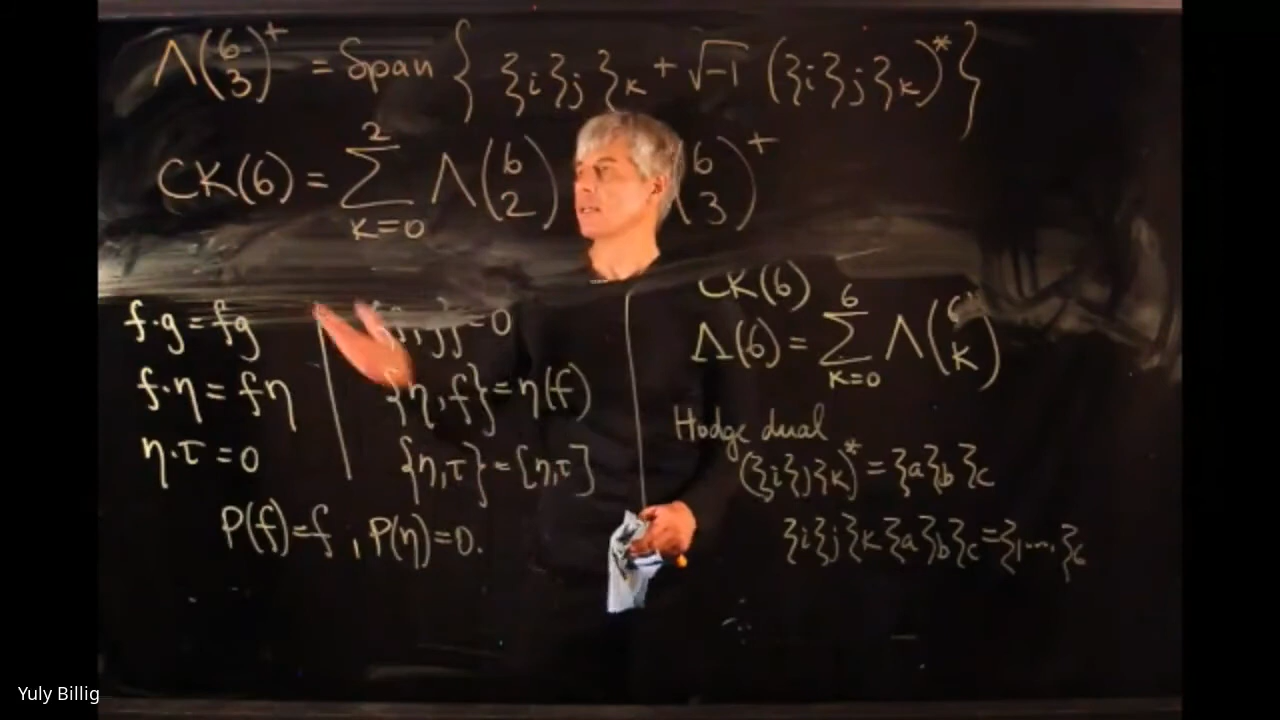 Λ(6 3)⁺ = Span { ξi ξj ξk + √-1 (ξi ξj ξk)* }
CK(6) = ∑ k=0 2 Λ(6 2) (6 3)⁺
f·g = fg
f·η = fη
η·τ = 0
= 0
{η, f} = η(f)
{η, τ} = [η, τ]
P(f) = f , P(η) = 0.
CK(6)
Λ(6) = ∑ k=0 6 Λ(6 k)
Hodge dual
(ξi ξj ξk)* = ξa ξb ξc
ξi ξj ξk ξa ξb ξc = ξ1 ... ξ6
Yuly Billig